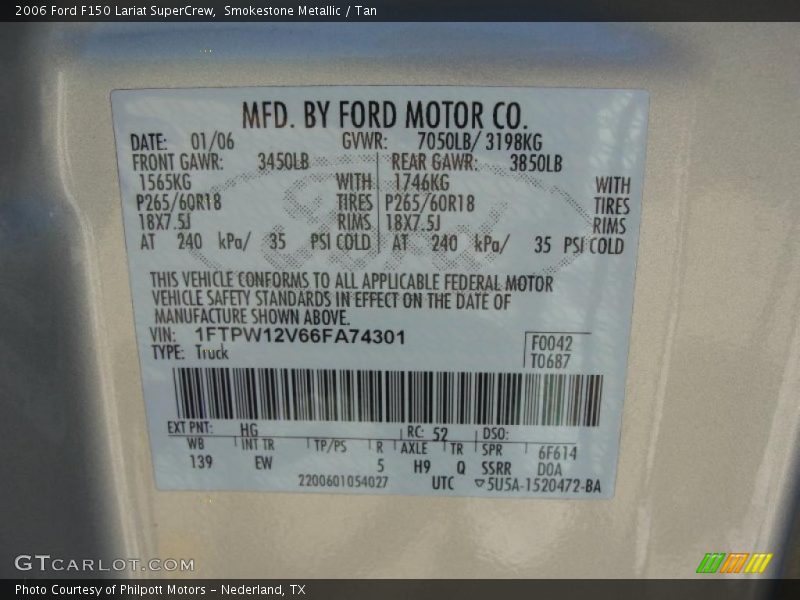 2006 Ford F150 Lariat SuperCrew, Smokestone Metallic / Tan
MFD. BY FORD MOTOR CO.
DATE: 01/06 GVWR: 7050LB/ 3198KG
FRONT GAWR: 3450LB REAR GAWR: 3850LB
1565KG WITH 1746KG WITH
P265/60R18 TIRES P265/60R18 TIRES
18X7.5J RIMS 18X7.5J RIMS
AT 240 kPa/ 35 PSI COLD AT 240 kPa/ 35 PSI COLD
Ford
THIS VEHICLE CONFORMS TO ALL APPLICABLE FEDERAL MOTOR
VEHICLE SAFETY STANDARDS IN EFFECT ON THE DATE OF
MANUFACTURE SHOWN ABOVE.
VIN: 1FTPW12V66FA74301
TYPE: Truck
F0042
T0687
EXT PNT: HG RC: 52 DSO:
WB INT TR TP/PS R AXLE TR SPR 6F614
139 EW 5 H9 Q SSRR DOA
2200601054027 UTC 5U5A-1520472-BA
GTCARLOT.COM
Photo Courtesy of Philpott Motors - Nederland, TX